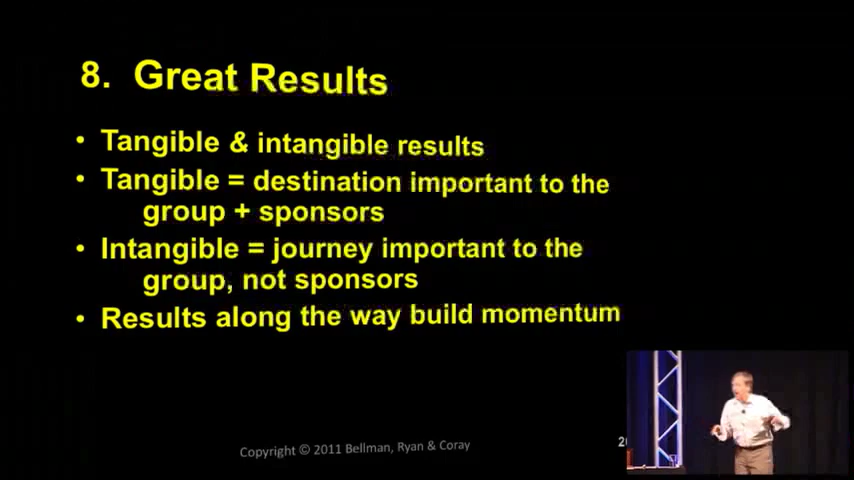 8. Great Results
• Tangible & intangible results
• Tangible = destination important to the
group + sponsors
• Intangible = journey important to the
group, not sponsors
• Results along the way build momentum
Copyright © 2011 Bellman, Ryan & Coray